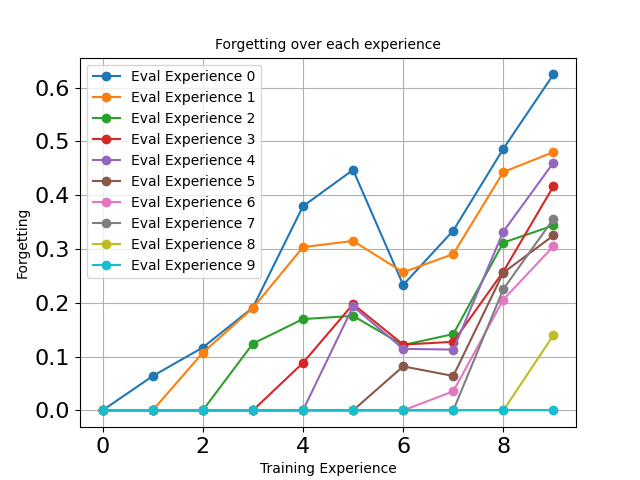 Forgetting over each experience
Eval Experience 0
Eval Experience 1
Eval Experience 2
Eval Experience 3
Eval Experience 4
Eval Experience 5
Eval Experience 6
Eval Experience 7
Eval Experience 8
Eval Experience 9
Forgetting
0.6
0.5
0.4
0.3
0.2
0.1
0.0
0 2 4 6 8
Training Experience